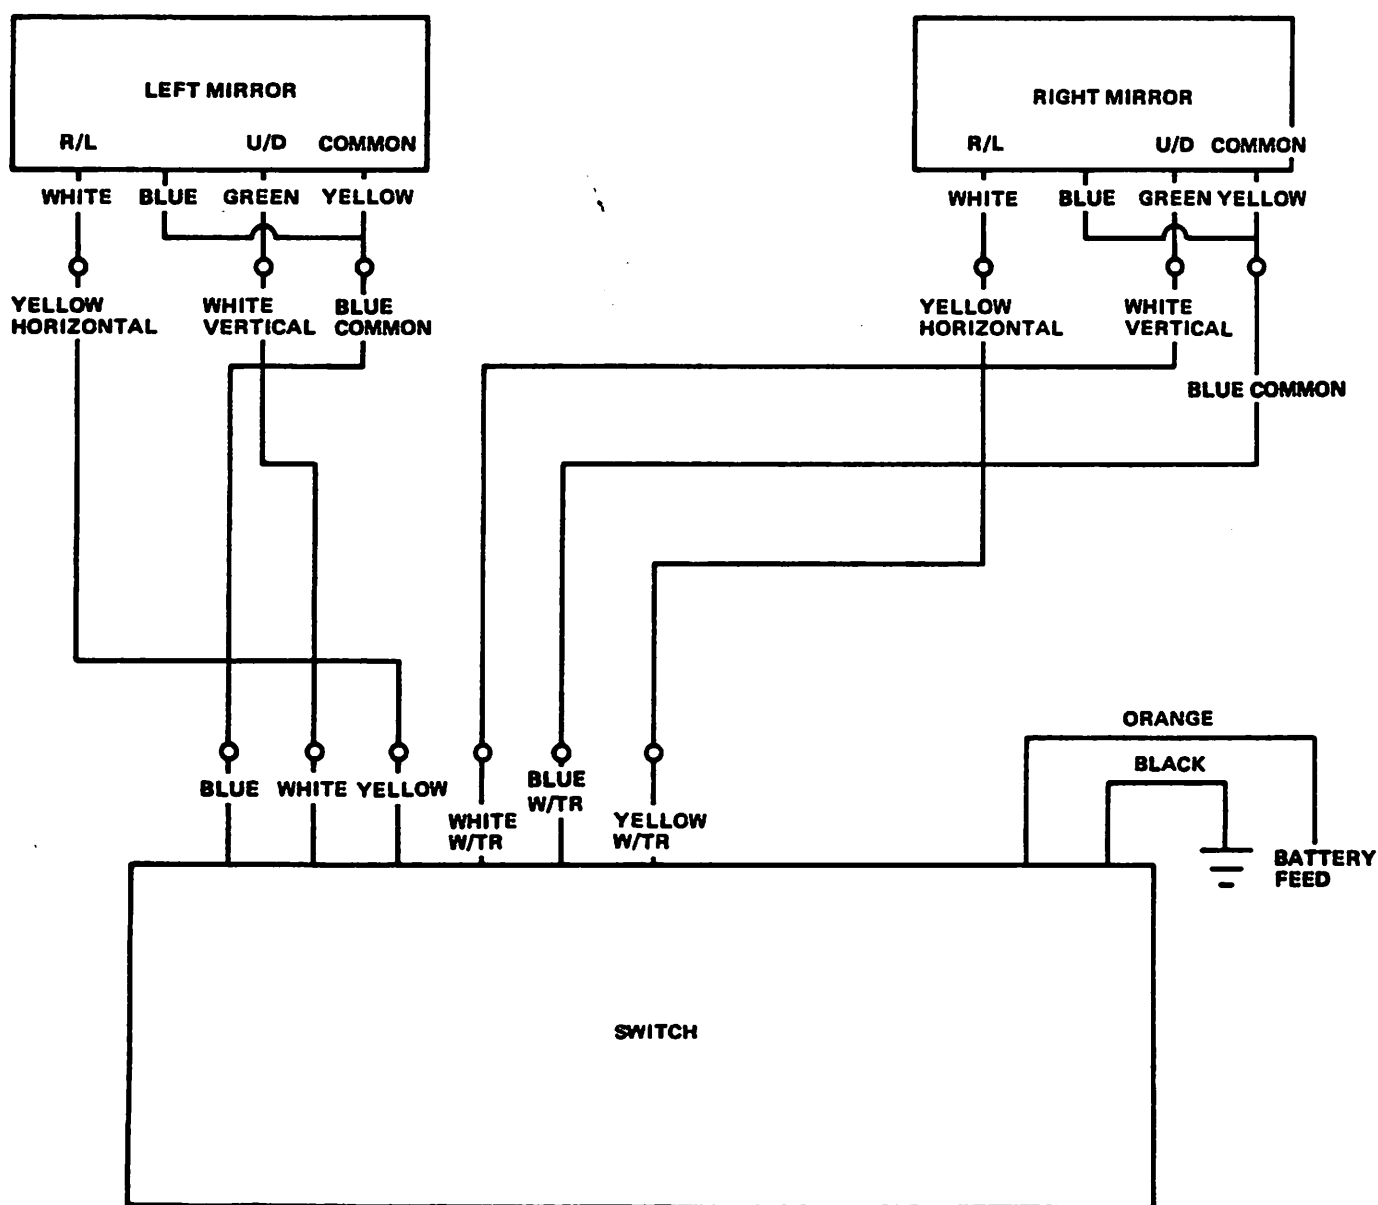 LEFT MIRROR
R/L U/D COMMON
WHITE BLUE GREEN YELLOW
YELLOW
HORIZONTAL
WHITE
VERTICAL
BLUE
COMMON
RIGHT MIRROR
R/L U/D COMMON
WHITE BLUE GREEN YELLOW
YELLOW
HORIZONTAL
WHITE
VERTICAL
BLUE COMMON
ORANGE
BLACK
BATTERY
FEED
BLUE WHITE YELLOW
WHITE
W/TR
BLUE
W/TR
YELLOW
W/TR
SWITCH